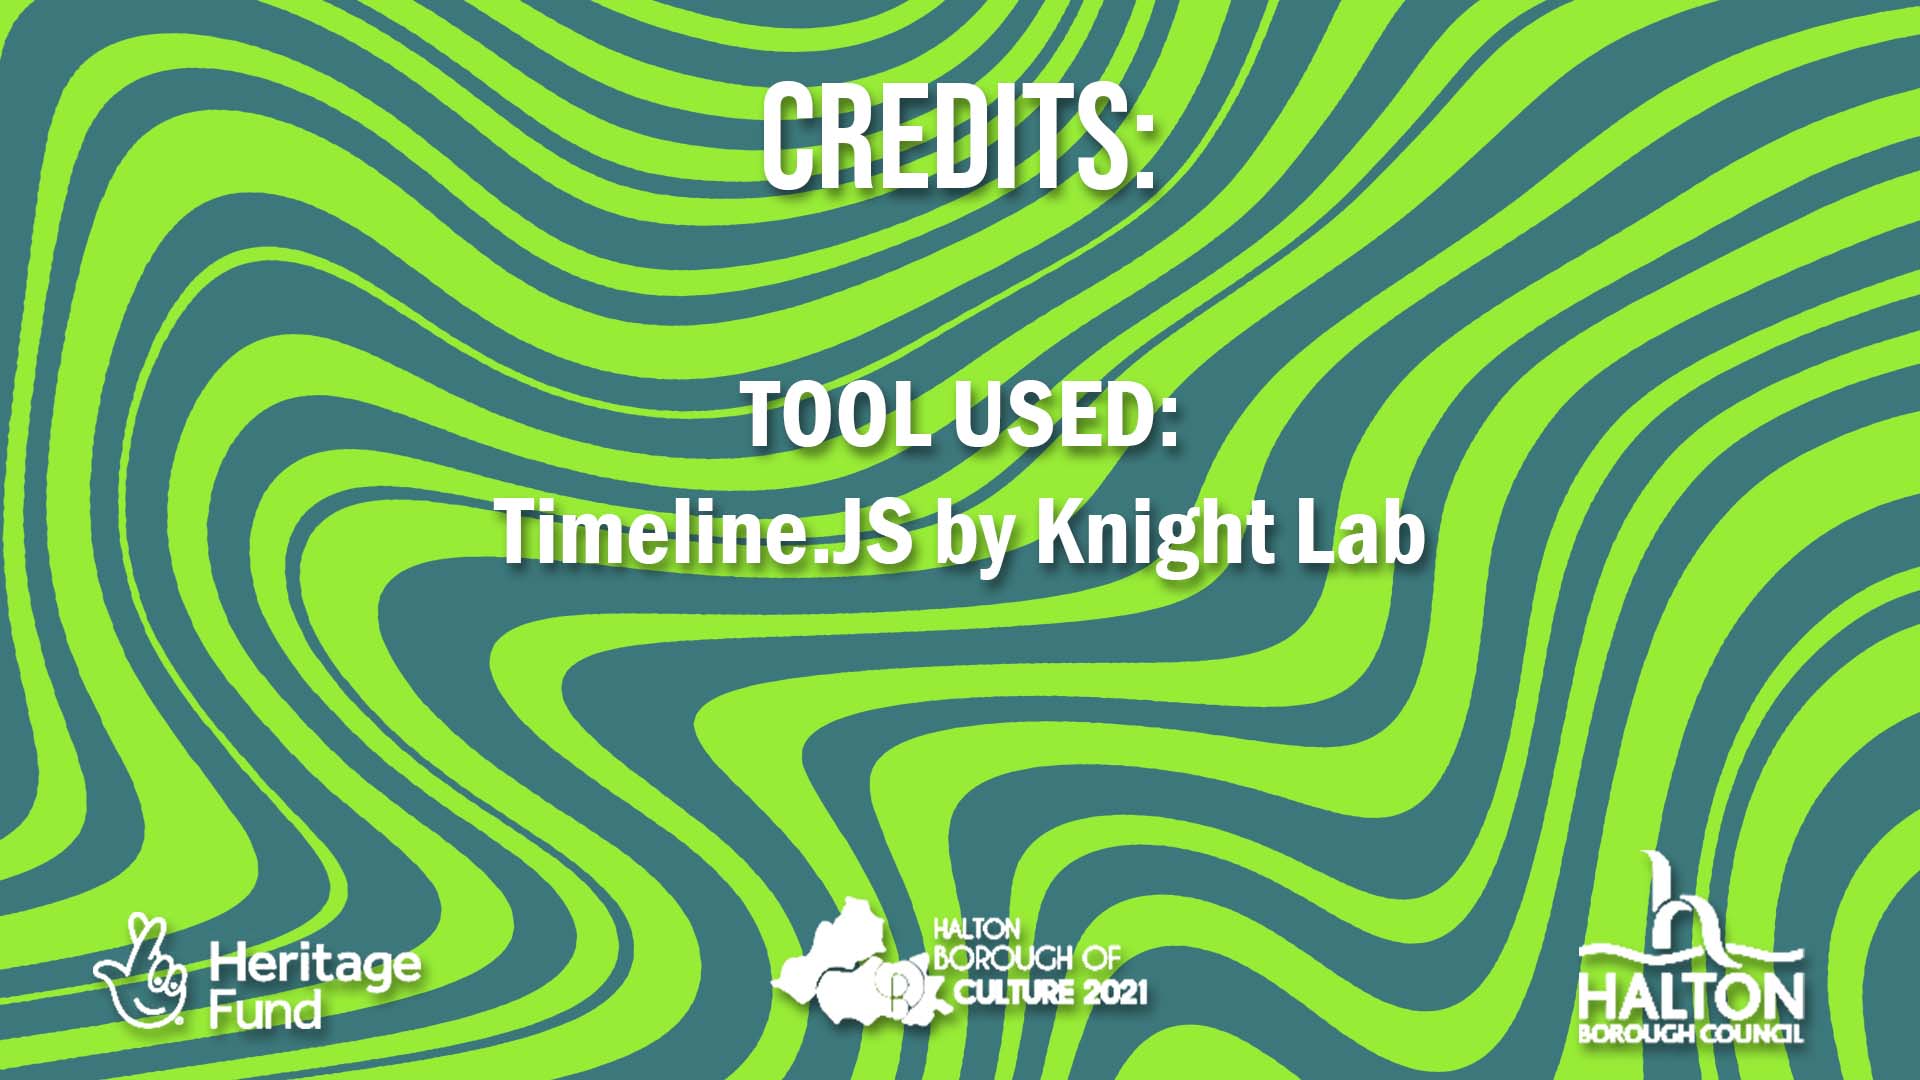 CREDITS:
TOOL USED:
Timeline.JS by Knight Lab
Heritage
Fund
HALTON
BOROUGH OF
CULTURE 2021
HALTON
BOROUGH COUNCIL